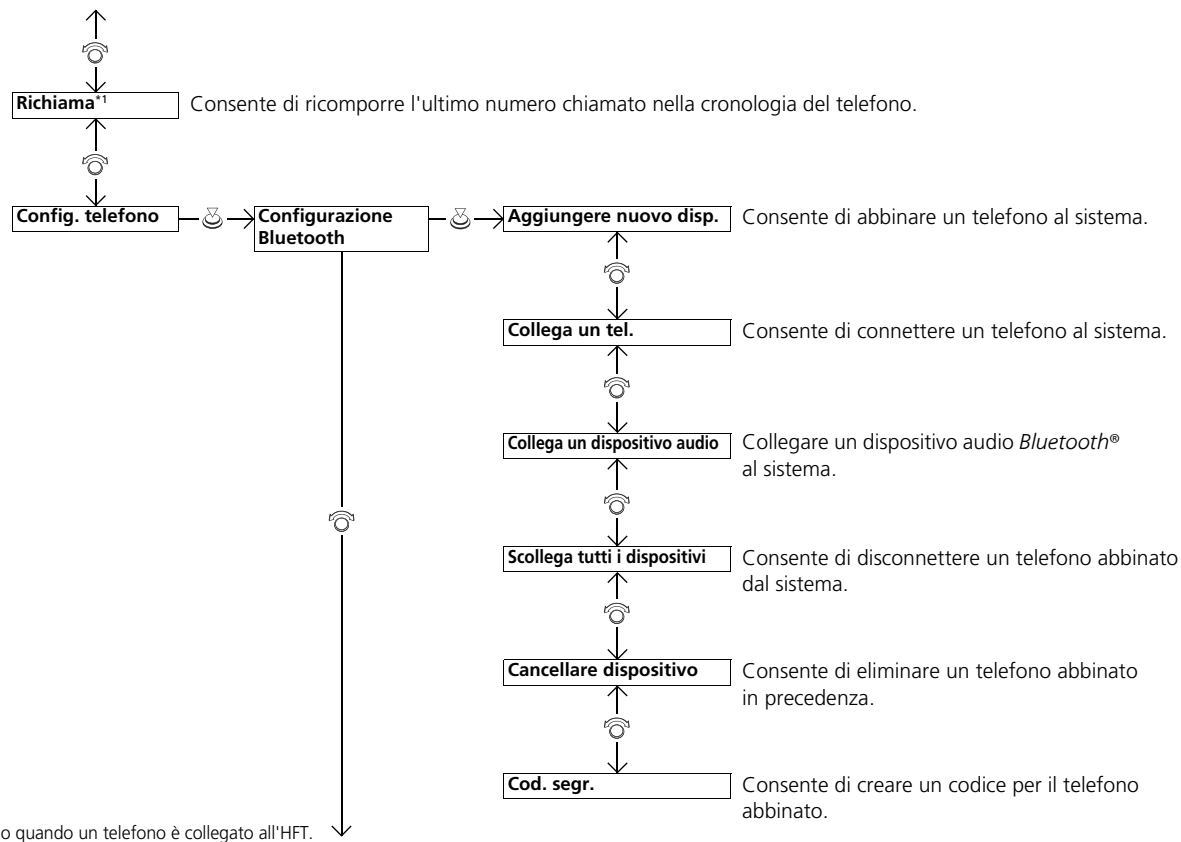 Richiama*1
Consente di ricomporre l'ultimo numero chiamato nella cronologia del telefono.
Config. telefono
Configurazione
Bluetooth
Aggiungere nuovo disp.
Consente di abbinare un telefono al sistema.
Collega un tel.
Consente di connettere un telefono al sistema.
Collega un dispositivo audio
Collegare un dispositivo audio Bluetooth®
al sistema.
Scollega tutti i dispositivi
Consente di disconnettere un telefono abbinato
dal sistema.
Cancellare dispositivo
Consente di eliminare un telefono abbinato
in precedenza.
Cod. segr.
Consente di creare un codice per il telefono
abbinato.
o quando un telefono è collegato all'HFT.